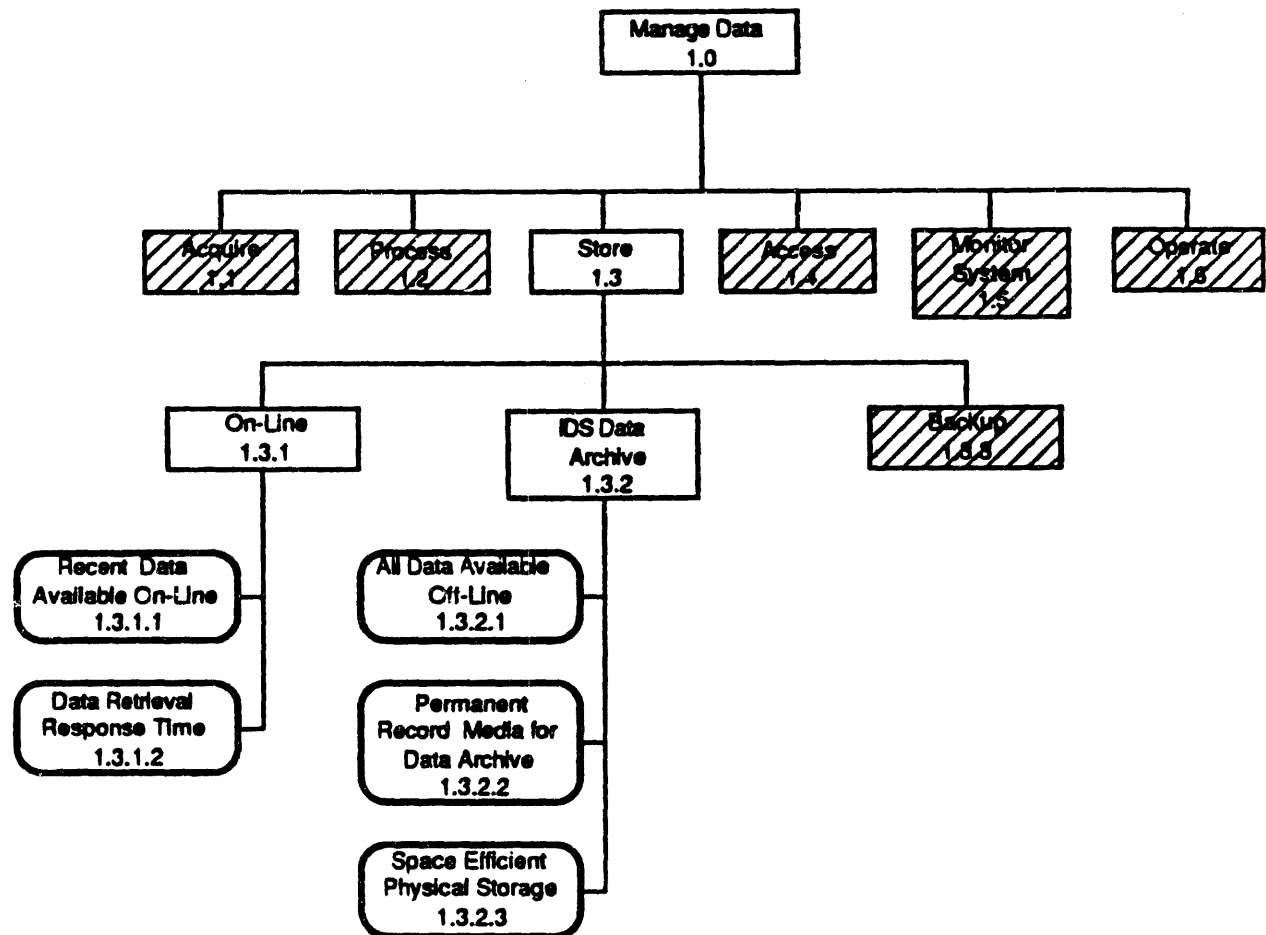 Manage Data
1.0
Acquire
1.1
Process
1.2
Store
1.3
Access
1.4
Monitor
System
1.5
Operate
1.6
On-Line
1.3.1
IDS Data
Archive
1.3.2
Backup
1.3.3
Recent Data
Available On-Line
1.3.1.1
Data Retrieval
Response Time
1.3.1.2
All Data Available
Off-Line
1.3.2.1
Permanent
Record Media for
Data Archive
1.3.2.2
Space Efficient
Physical Storage
1.3.2.3